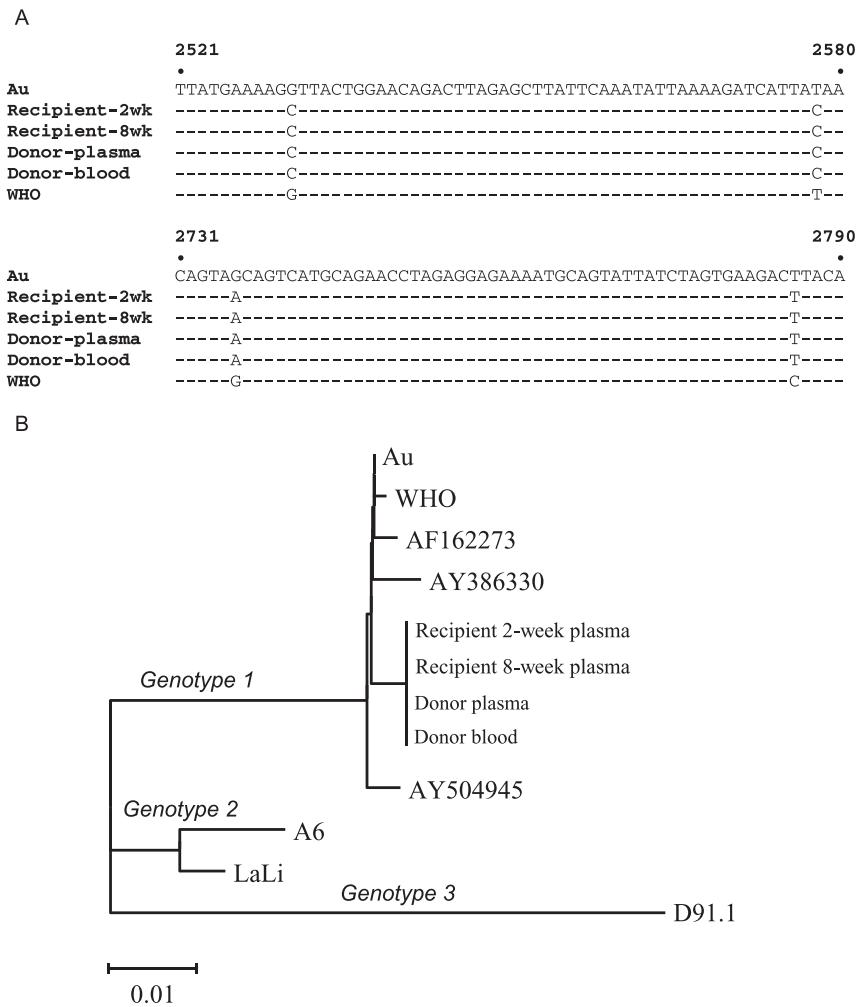 A
2521 2580
• •
Au TTATGAAAAGGTTACTGGAACAGACTTAGAGCTTATTCAAATATTAAAAGATCATTATAA
Recipient-2wk ----------C----------------------------------------------C--
Recipient-8wk ----------C----------------------------------------------C--
Donor-plasma ----------C----------------------------------------------C--
Donor-blood ----------C----------------------------------------------C--
WHO ----------G----------------------------------------------T--
2731 2790
• •
Au CAGTAGCAGTCATGCAGAACCTAGAGGAGAAAATGCAGTATTATCTAGTGAAGACTTACA
Recipient-2wk -----A-------------------------------------------------T----
Recipient-8wk -----A-------------------------------------------------T----
Donor-plasma -----A-------------------------------------------------T----
Donor-blood -----A-------------------------------------------------T----
WHO -----G-------------------------------------------------C----
B
Au
WHO
AF162273
AY386330
Recipient 2-week plasma
Recipient 8-week plasma
Genotype 1
Donor plasma
Donor blood
AY504945
Genotype 2
A6
LaLi
Genotype 3
D91.1
0.01